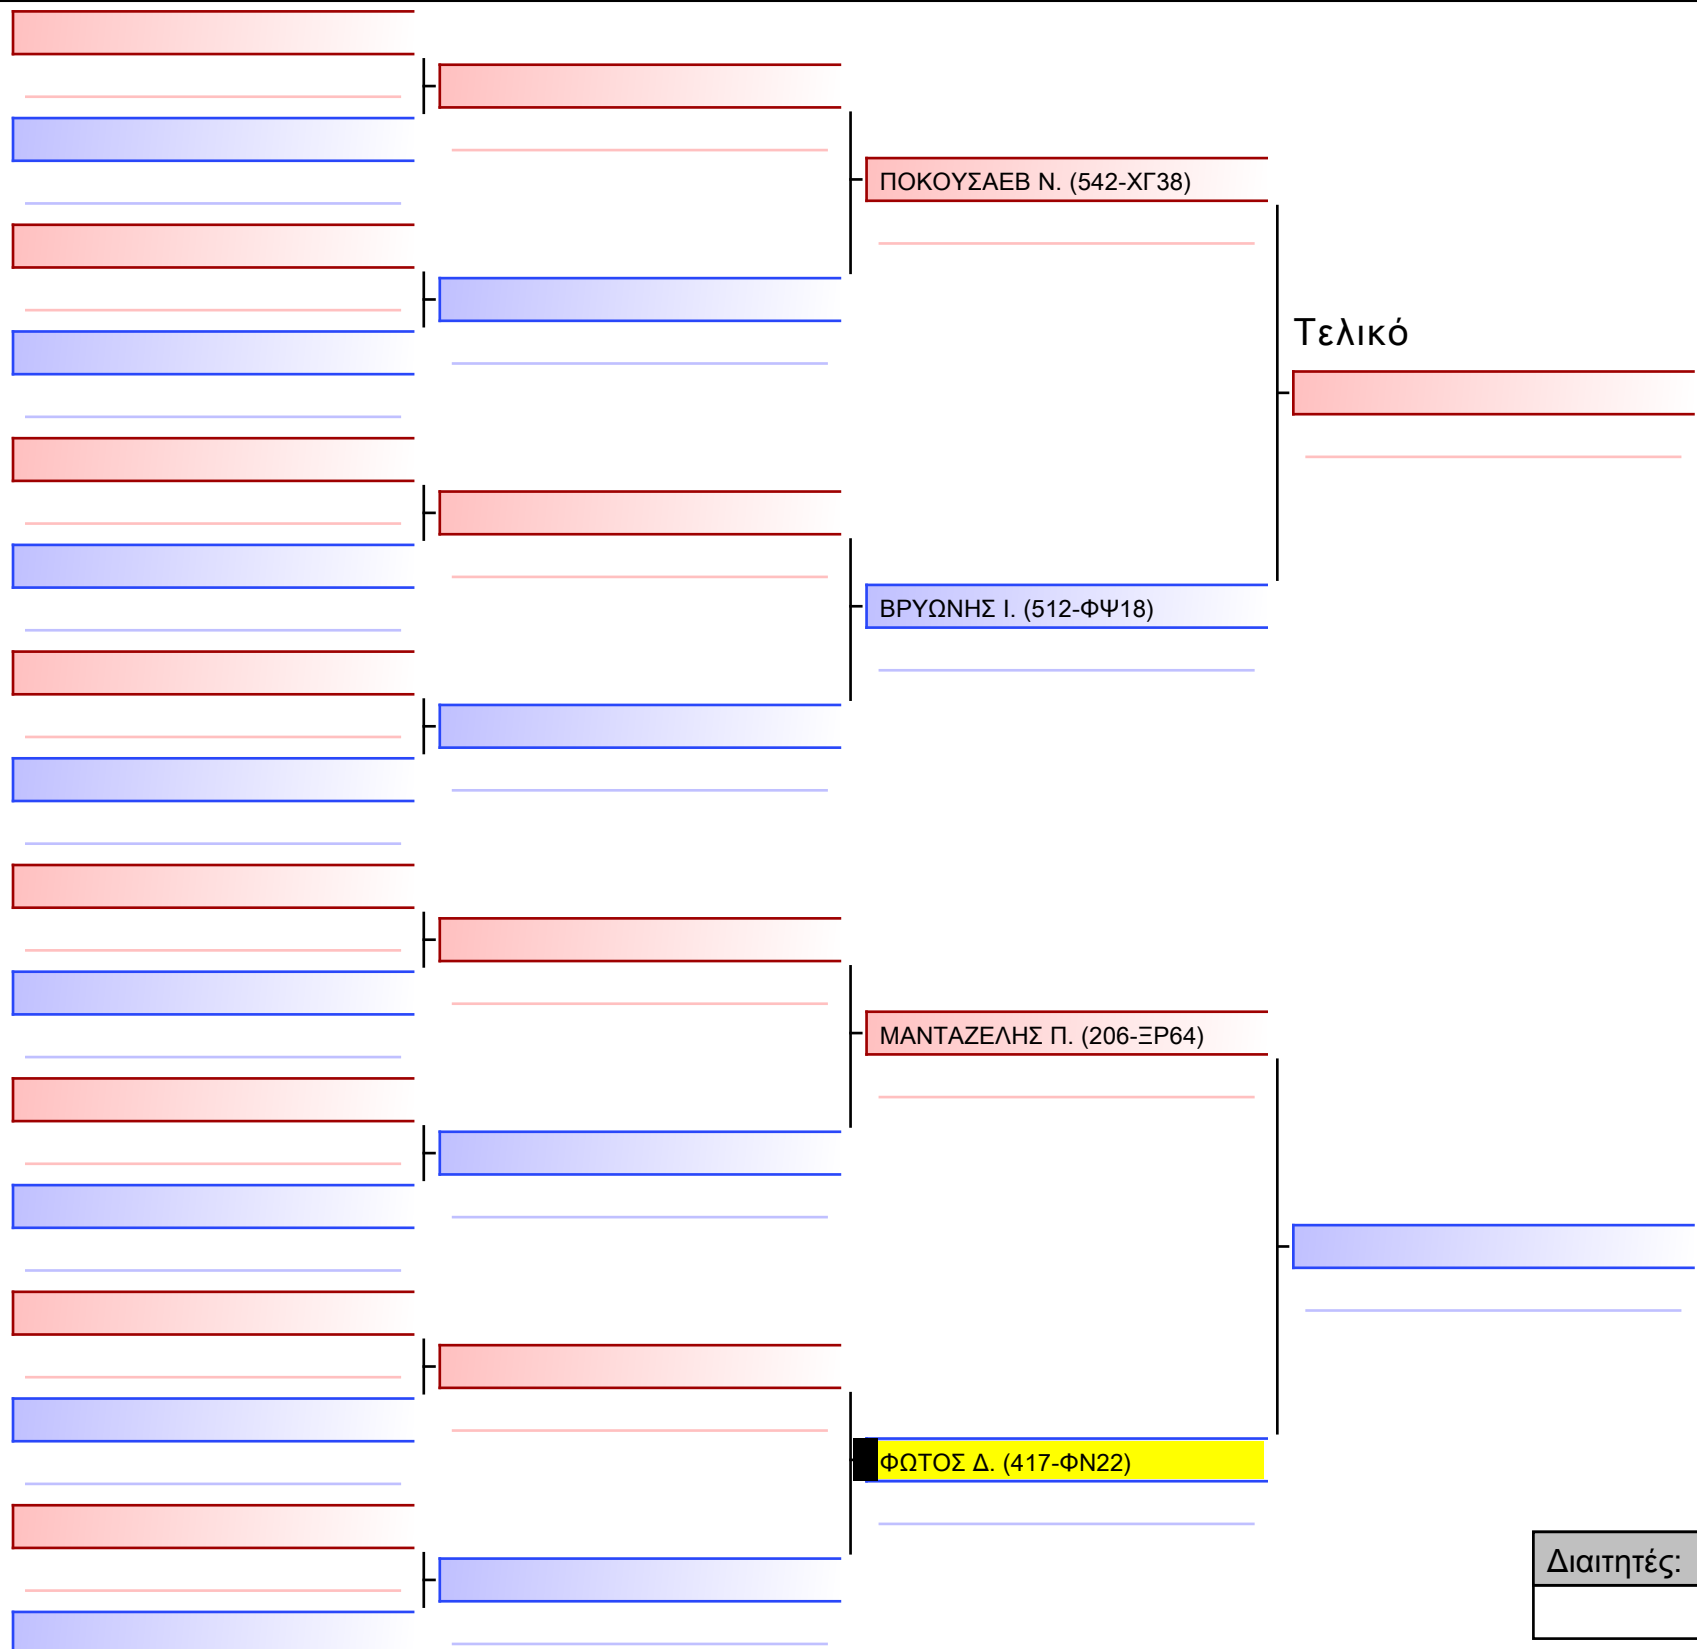 ΠΟΚΟΥΣΑΕΒ Ν. (542-ΧΓ38)
Τελικό
ΒΡΥΩΝΗΣ Ι. (512-ΦΨ18)
ΜΑΝΤΑΖΕΛΗΣ Π. (206-ΞΡ64)
ΦΩΤΟΣ Δ. (417-ΦΝ22)
Διαιτητές: